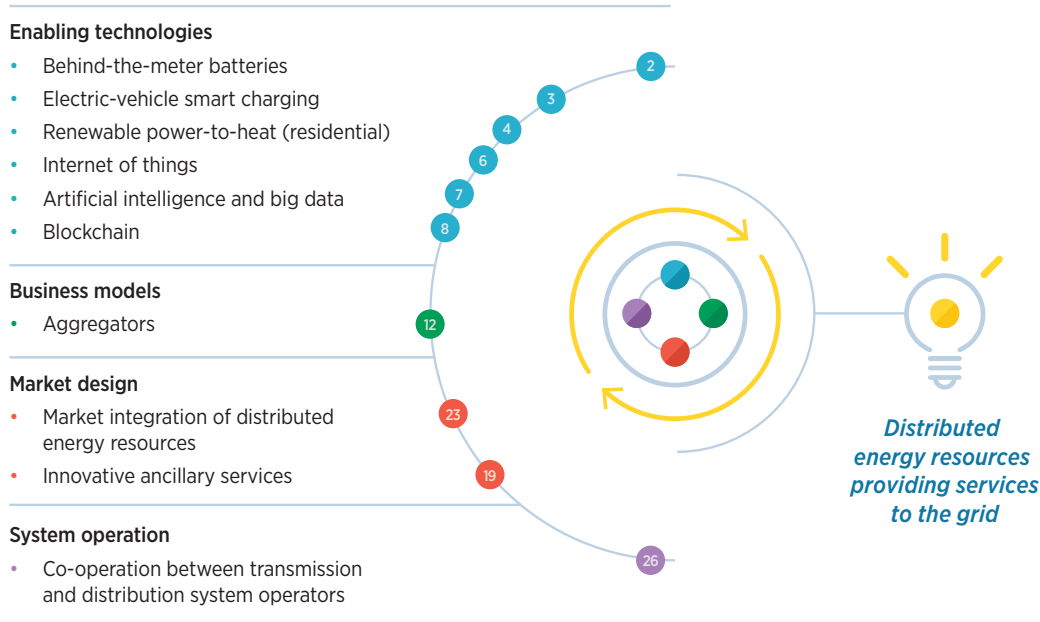 Enabling technologies
• Behind-the-meter batteries
• Electric-vehicle smart charging
• Renewable power-to-heat (residential)
• Internet of things
• Artificial intelligence and big data
• Blockchain
Business models
• Aggregators
Market design
• Market integration of distributed
energy resources
• Innovative ancillary services
System operation
• Co-operation between transmission
and distribution system operators
2
3
4
6
7
8
12
23
19
26
Distributed
energy resources
providing services
to the grid